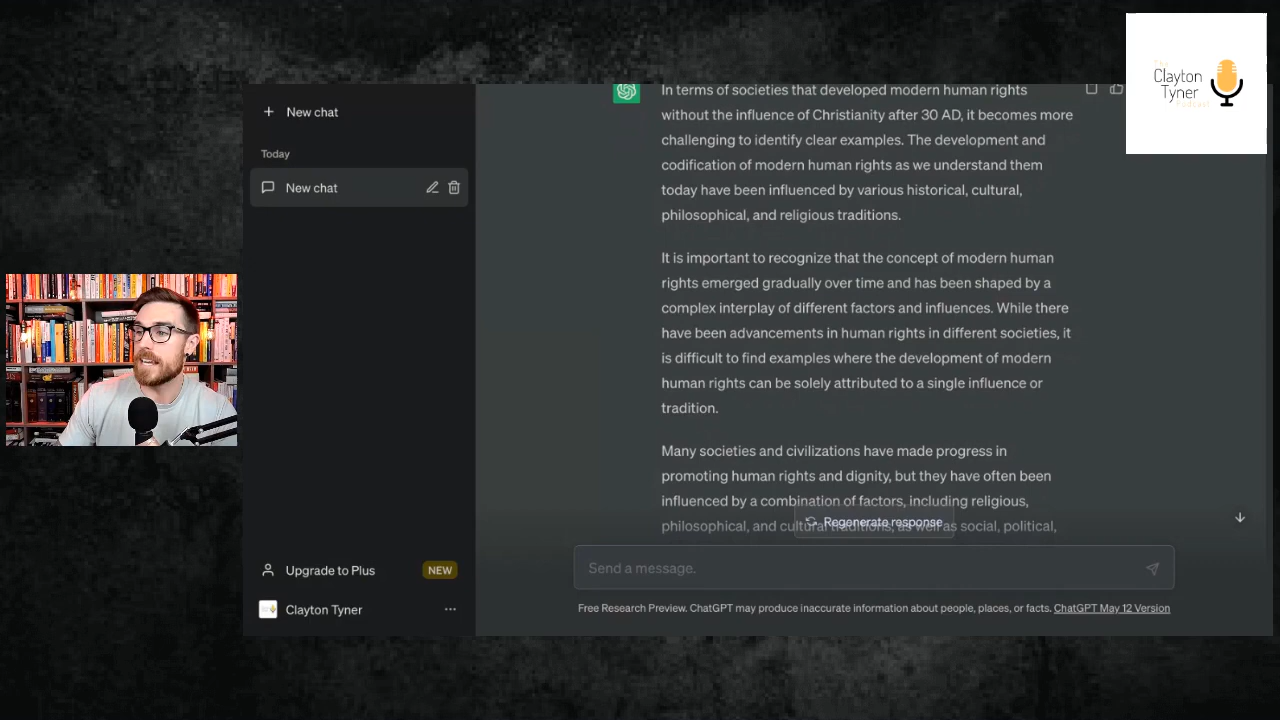 The
Clayton
Tyner
Podcast
New chat
Today
New chat
Upgrade to Plus
NEW
Clayton Tyner
In terms of societies that developed modern human rights
without the influence of Christianity after 30 AD, it becomes more
challenging to identify clear examples. The development and
codification of modern human rights as we understand them
today have been influenced by various historical, cultural,
philosophical, and religious traditions.
It is important to recognize that the concept of modern human
rights emerged gradually over time and has been shaped by a
complex interplay of different factors and influences. While there
have been advancements in human rights in different societies, it
is difficult to find examples where the development of modern
human rights can be solely attributed to a single influence or
tradition.
Many societies and civilizations have made progress in
promoting human rights and dignity, but they have often been
influenced by a combination of factors, including religious,
philosophical, and cultural traditions, as well as social, political,
Regenerate response
Send a message.
Free Research Preview. ChatGPT may produce inaccurate information about people, places, or facts. ChatGPT May 12 Version